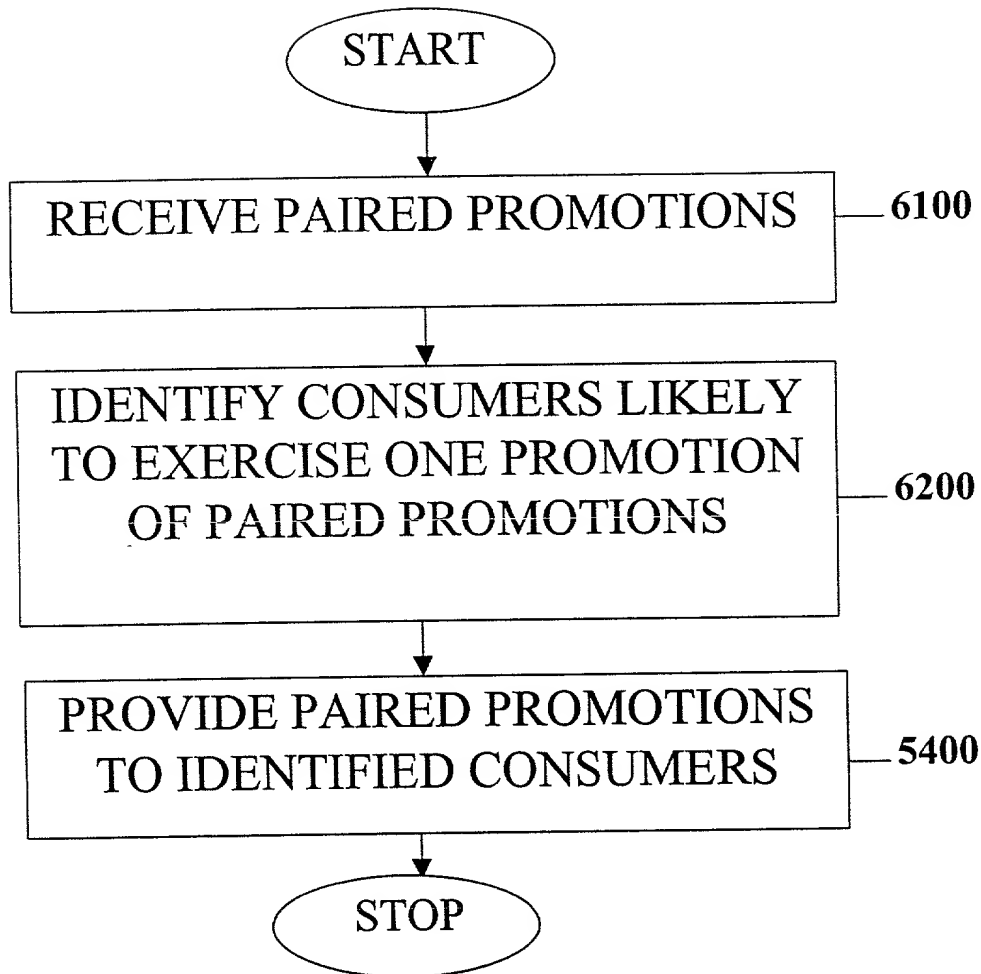 START
RECEIVE PAIRED PROMOTIONS
6100
IDENTIFY CONSUMERS LIKELY
TO EXERCISE ONE PROMOTION
OF PAIRED PROMOTIONS
6200
PROVIDE PAIRED PROMOTIONS
TO IDENTIFIED CONSUMERS
5400
STOP